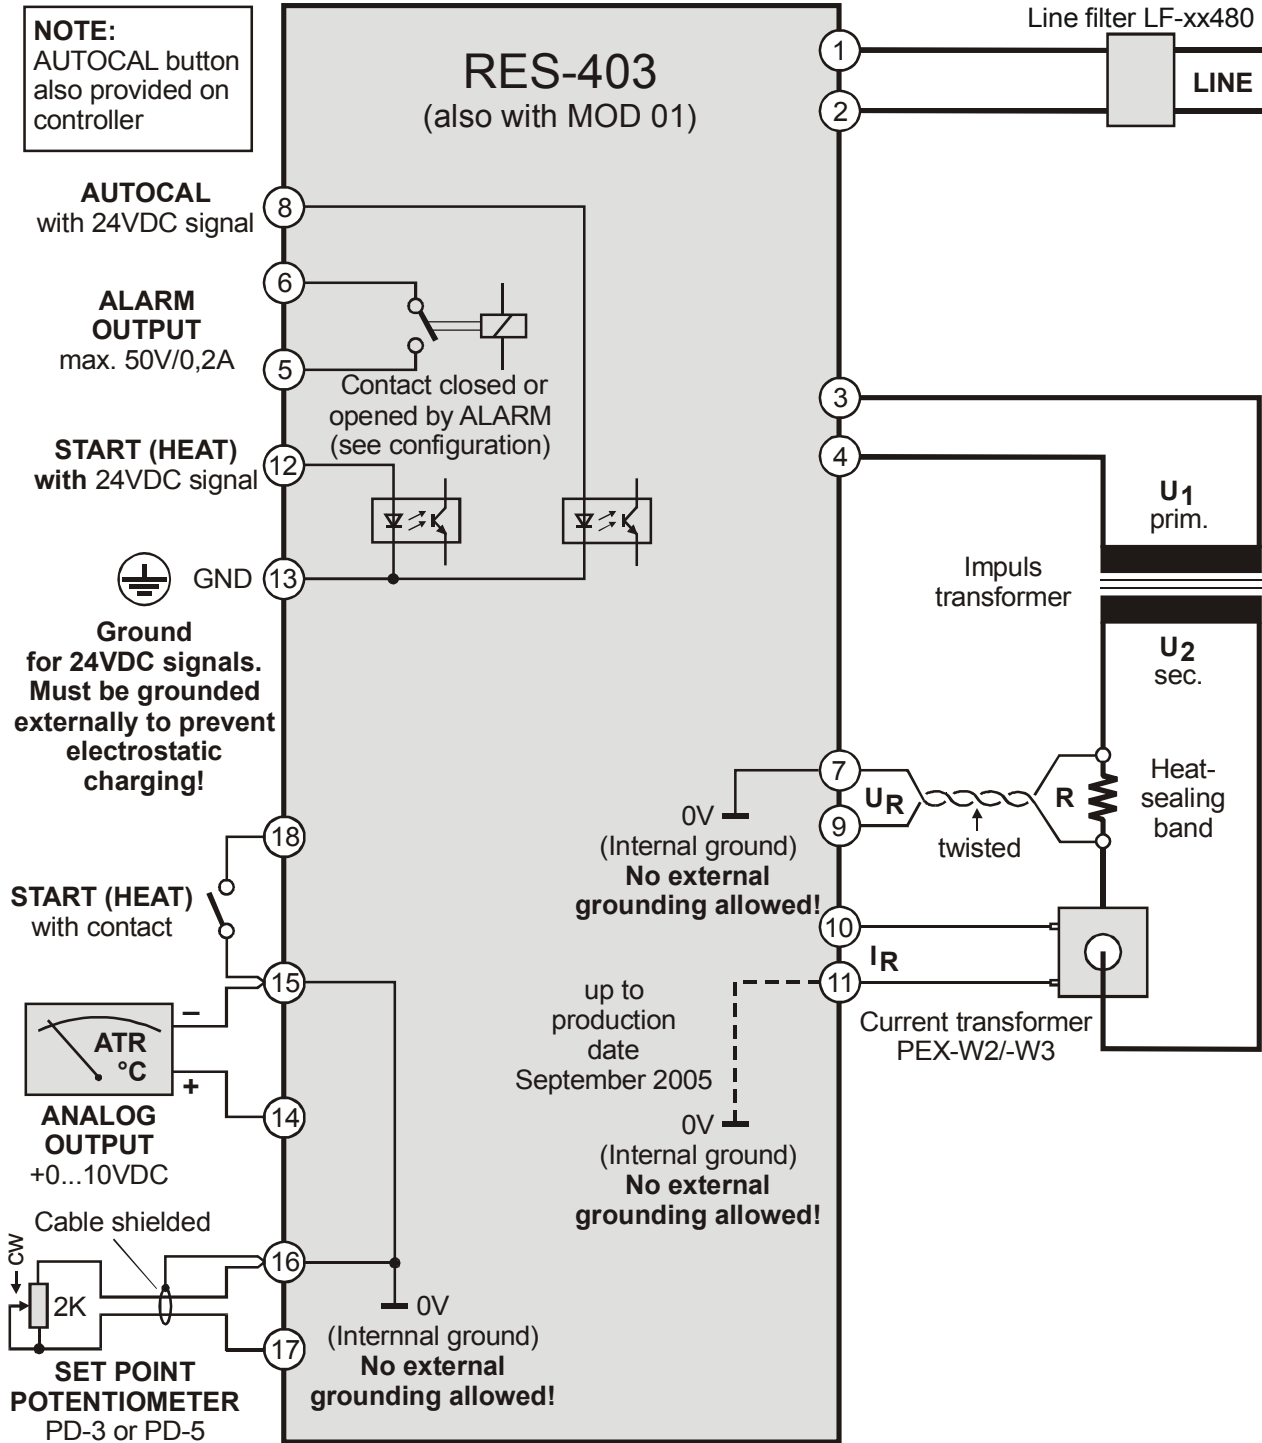 NOTE:
AUTOCAL button
also provided on
controller
RES-403
(also with MOD 01)
Line filter LF-xx480
1
2
LINE
AUTOCAL
with 24VDC signal
8
6
ALARM
OUTPUT
max. 50V/0,2A
5
Contact closed or
opened by ALARM
(see configuration)
3
4
START (HEAT)
with 24VDC signal
12
U1
prim.
Impuls
transformer
GND
13
Ground
for 24VDC signals.
Must be grounded
externally to prevent
electrostatic
charging!
U2
sec.
7
UR
9
R
twisted
Heat-
sealing
band
0V
(Internal ground)
No external
grounding allowed!
18
START (HEAT)
with contact
10
IR
11
15
up to
production
date
September 2005
Current transformer
PEX-W2/-W3
–
ATR
°C
+
14
ANALOG
OUTPUT
+0...10VDC
0V
(Internal ground)
No external
grounding allowed!
Cable shielded
cw
2K
16
17
0V
(Internnal ground)
No external
grounding allowed!
SET POINT
POTENTIOMETER
PD-3 or PD-5